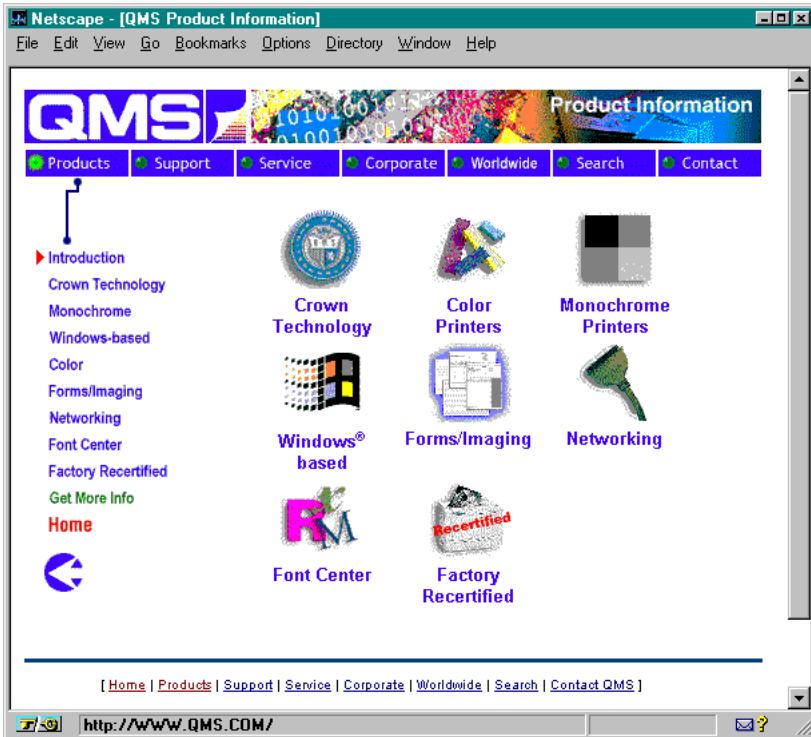 Netscape - [QMS Product Information]
File Edit View Go Bookmarks Options Directory Window Help
QMS
Product Information
Products Support Service Corporate Worldwide Search Contact
Introduction
Crown Technology
Monochrome
Windows-based
Color
Forms/Imaging
Networking
Font Center
Factory Recertified
Get More Info
Home
Crown
Technology
Color
Printers
Monochrome
Printers
Windows®
based
Forms/Imaging
Networking
Recertified
Font Center
Factory
Recertified
[ Home | Products | Support | Service | Corporate | Worldwide | Search | Contact QMS ]
http://WWW.QMS.COM/